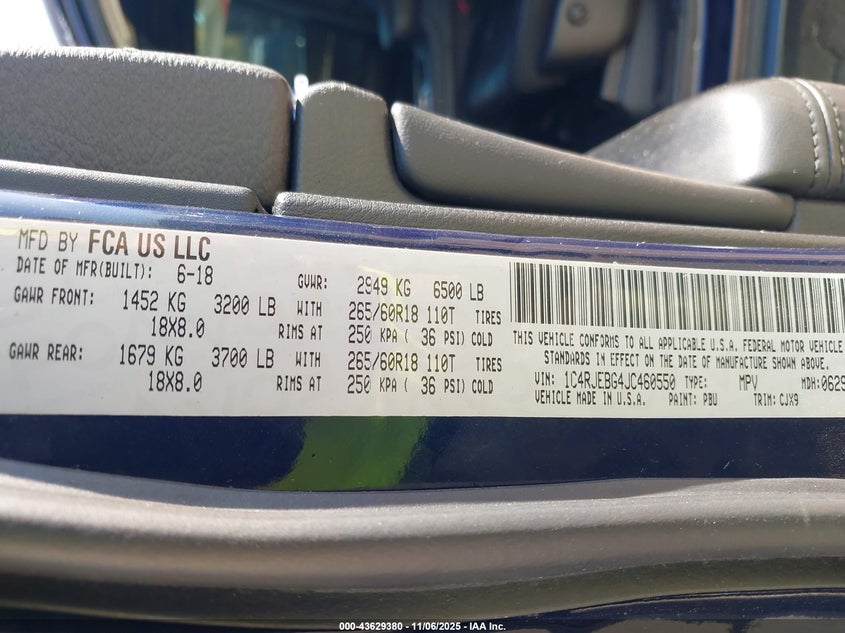 MFD BY FCA US LLC
DATE OF MFR(BUILT): 6-18 GVWR: 2949 KG 6500 LB
GAWR FRONT: 1452 KG 3200 LB WITH 265/60R18 110T TIRES
18X8.0 RIMS AT 250 KPA ( 36 PSI) COLD
GAWR REAR: 1679 KG 3700 LB WITH 265/60R18 110T TIRES
18X8.0 RIMS AT 250 KPA ( 36 PSI) COLD
THIS VEHICLE CONFORMS TO ALL APPLICABLE U.S.A. FEDERAL MOTOR VEHICLE
STANDARDS IN EFFECT ON THE DATE OF MANUFACTURE SHOWN ABOVE.
VIN: 1C4RJEBG4JC460550 TYPE: MPV MDH:0629
VEHICLE MADE IN U.S.A. PAINT: PBU TRIM: CJX9
000-43629380 - 11/06/2025 - IAA Inc.